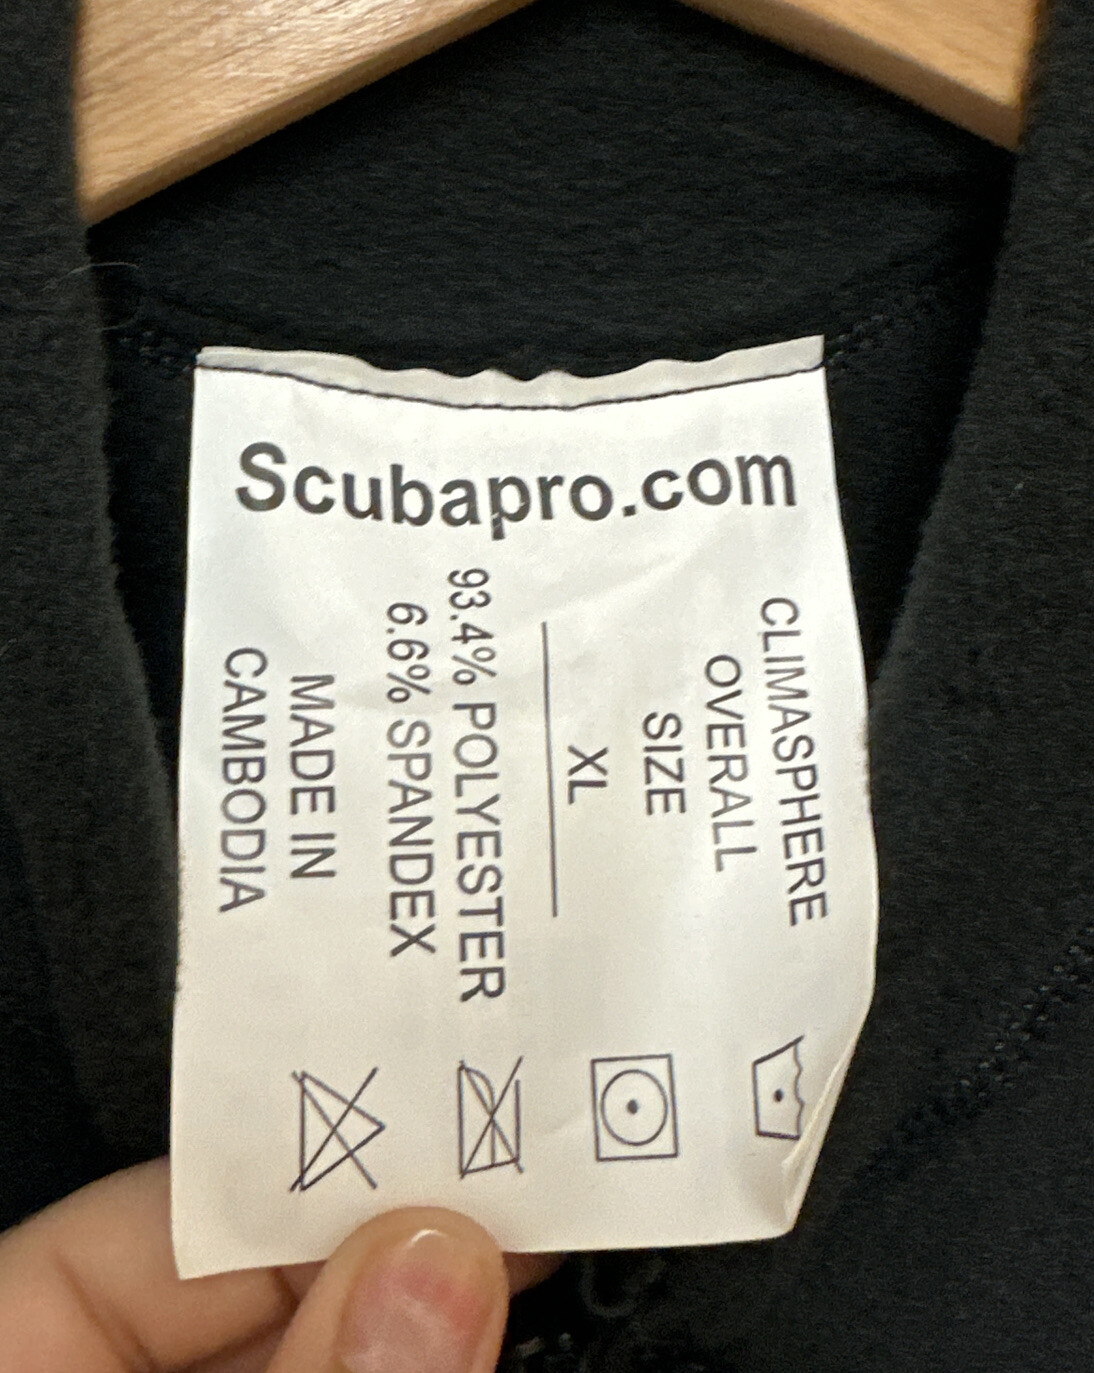 Scubapro.com
CLIMASPHERE
OVERALL
SIZE
XL
93.4% POLYESTER
6.6% SPANDEX
MADE IN
CAMBODIA